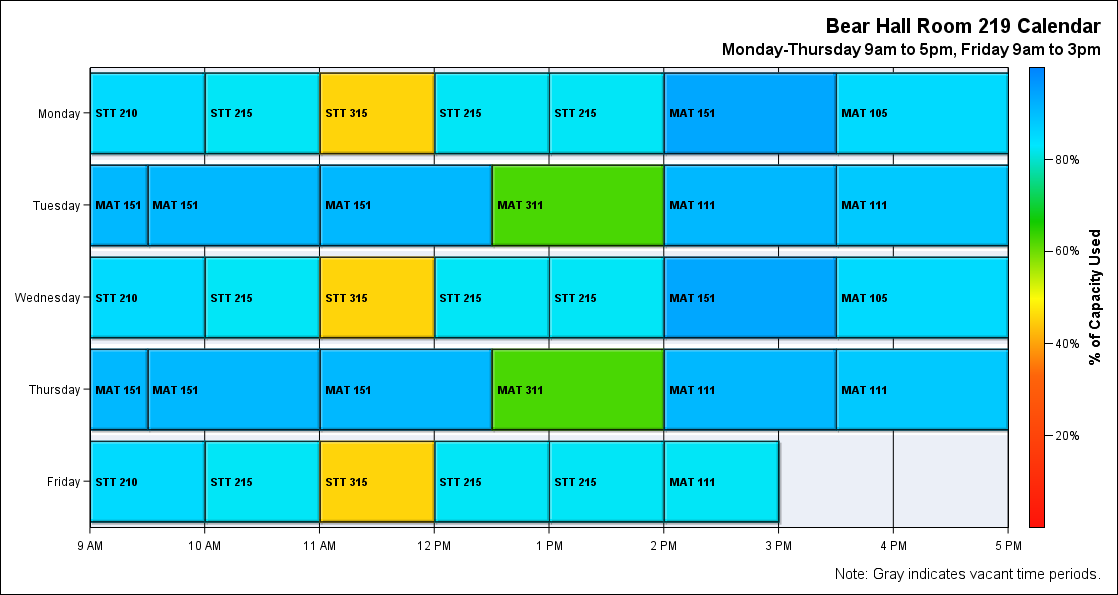 Bear Hall Room 219 Calendar
Monday-Thursday 9am to 5pm, Friday 9am to 3pm
Monday STT 210 STT 215 STT 315 STT 215 STT 215 MAT 151 MAT 105
80%
Tuesday MAT 151 MAT 151 MAT 151 MAT 311 MAT 111 MAT 111
60%
Wednesday STT 210 STT 215 STT 315 STT 215 STT 215 MAT 151 MAT 105
% of Capacity Used
40%
Thursday MAT 151 MAT 151 MAT 151 MAT 311 MAT 111 MAT 111
20%
Friday STT 210 STT 215 STT 315 STT 215 STT 215 MAT 111
9 AM 10 AM 11 AM 12 PM 1 PM 2 PM 3 PM 4 PM 5 PM
Note: Gray indicates vacant time periods.